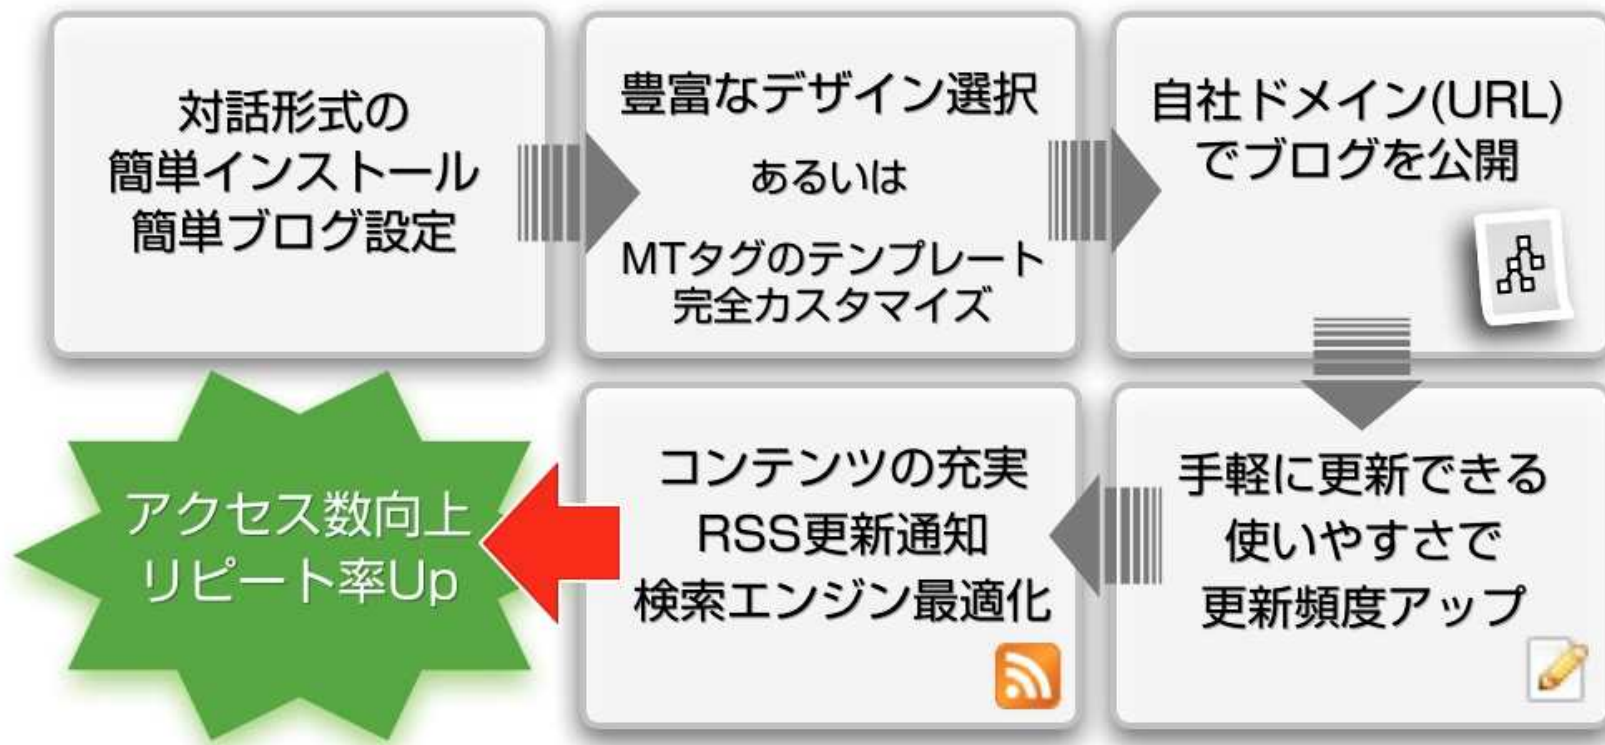 対話形式の
簡単インストール
簡単ブログ設定
豊富なデザイン選択
あるいは
MTタグのテンプレート
完全カスタマイズ
自社ドメイン(URL)
でブログを公開
手軽に更新できる
使いやすさで
更新頻度アップ
コンテンツの充実
RSS更新通知
検索エンジン最適化
アクセス数向上
リピート率Up